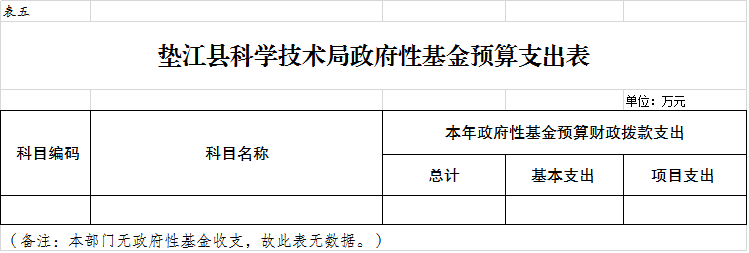 表五
垫江县科学技术局政府性基金预算支出表
单位：万元
科目编码 科目名称 本年政府性基金预算财政拨款支出
总计 基本支出 项目支出
（备注：本部门无政府性基金收支，故此表无数据。）